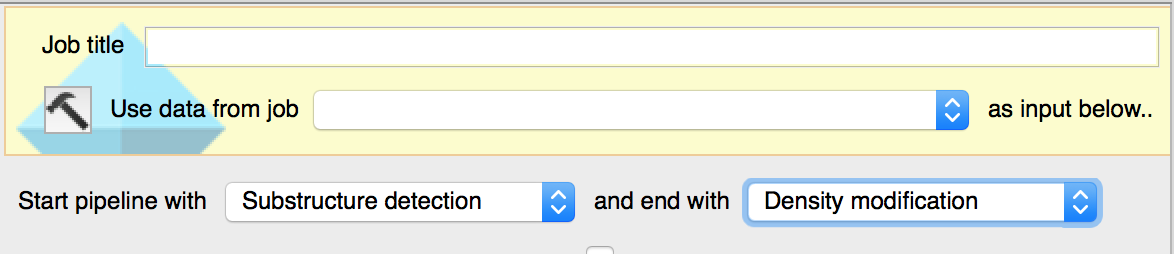 Job title
Use data from job as input below..
Start pipeline with Substructure detection and end with Density modification